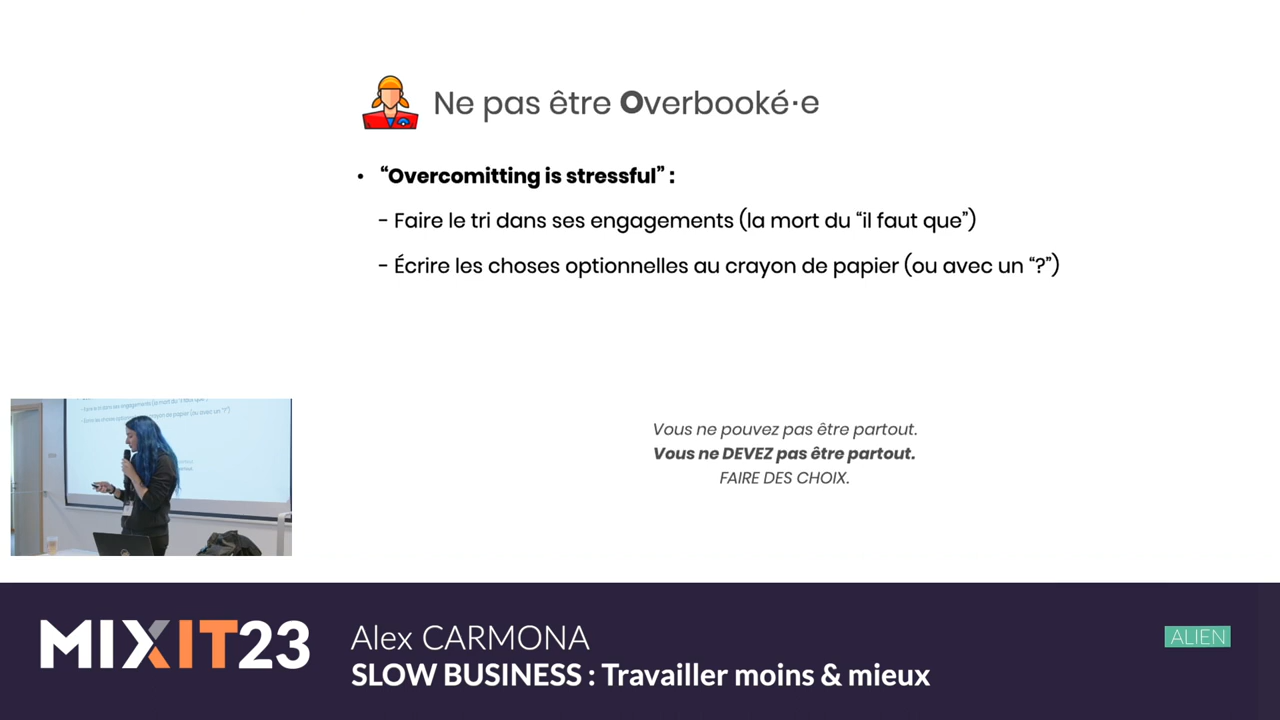 Ne pas être Overbooké·e
• “Overcomitting is stressful” :
- Faire le tri dans ses engagements (la mort du “il faut que”)
- Écrire les choses optionnelles au crayon de papier (ou avec un “?”)
Vous ne pouvez pas être partout.
Vous ne DEVEZ pas être partout.
FAIRE DES CHOIX.
MIXIT23
Alex CARMONA
SLOW BUSINESS : Travailler moins & mieux
ALIEN